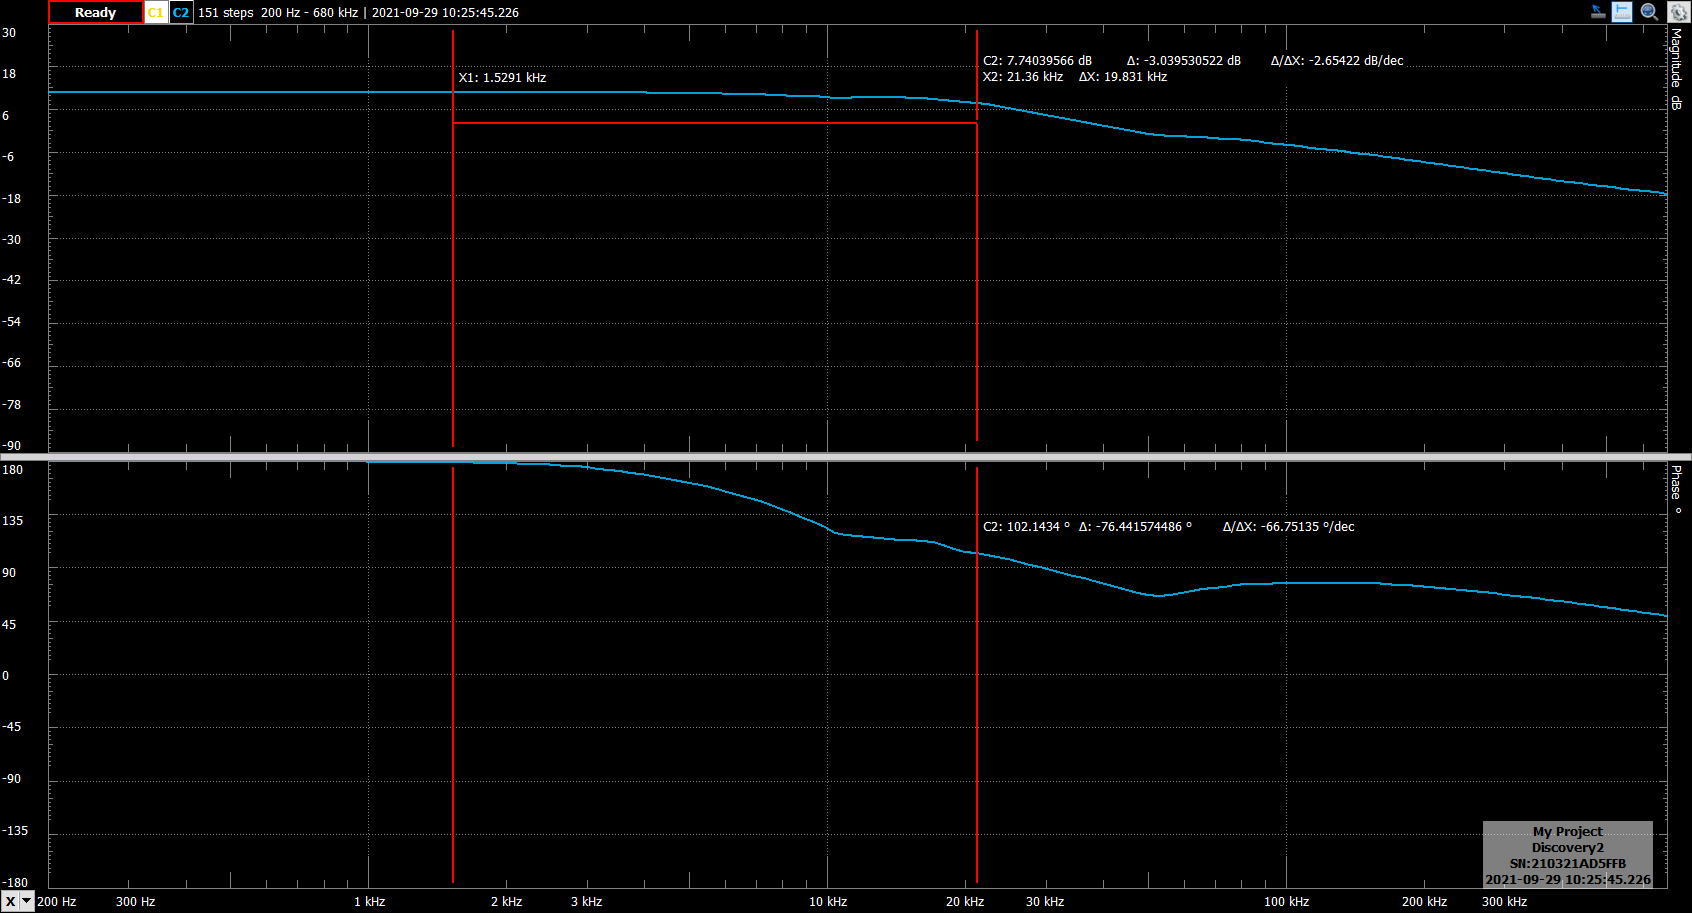 Ready C1 C2 151 steps 200 Hz - 680 kHz | 2021-09-29 10:25:45.226
30
18
6
-6
-18
-30
-42
-54
-66
-78
-90
Magnitude dB
X1: 1.5291 kHz
C2: 7.74039566 dB Δ: -3.039530522 dB Δ/ΔX: -2.65422 dB/dec
X2: 21.36 kHz ΔX: 19.831 kHz
180
135
90
45
0
-45
-90
-135
-180
Phase °
C2: 102.1434 ° Δ: -76.441574486 ° Δ/ΔX: -66.75135 °/dec
My Project
Discovery2
SN:210321AD5FFB
2021-09-29 10:25:45.226
X 200 Hz 300 Hz 1 kHz 2 kHz 3 kHz 10 kHz 20 kHz 30 kHz 100 kHz 200 kHz 300 kHz